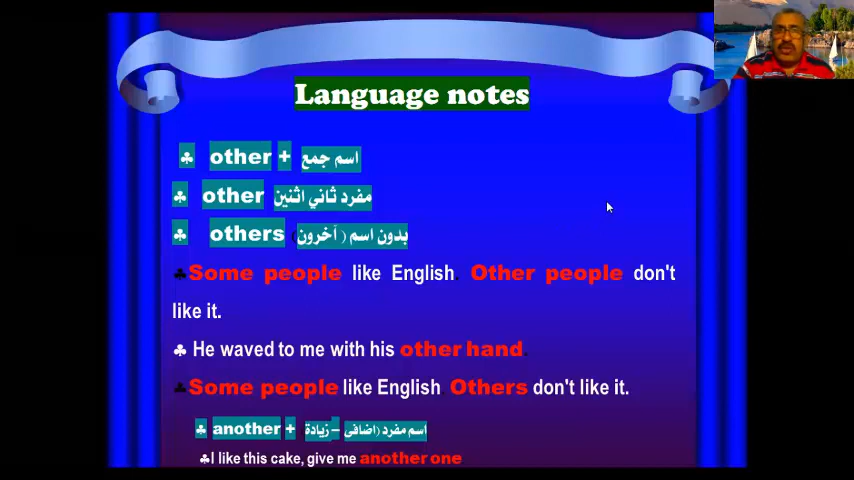 Language notes
♣ other + اسم جمع
♣ other مفرد ثاني اثنين
♣ others بدون اسم ( آخرون)
♣Some people like English. Other people don't
like it.
♣ He waved to me with his other hand.
♣Some people like English Others don't like it.
♣ another + اسم مفرد (اضافى – زيادة
♣I like this cake, give me another one